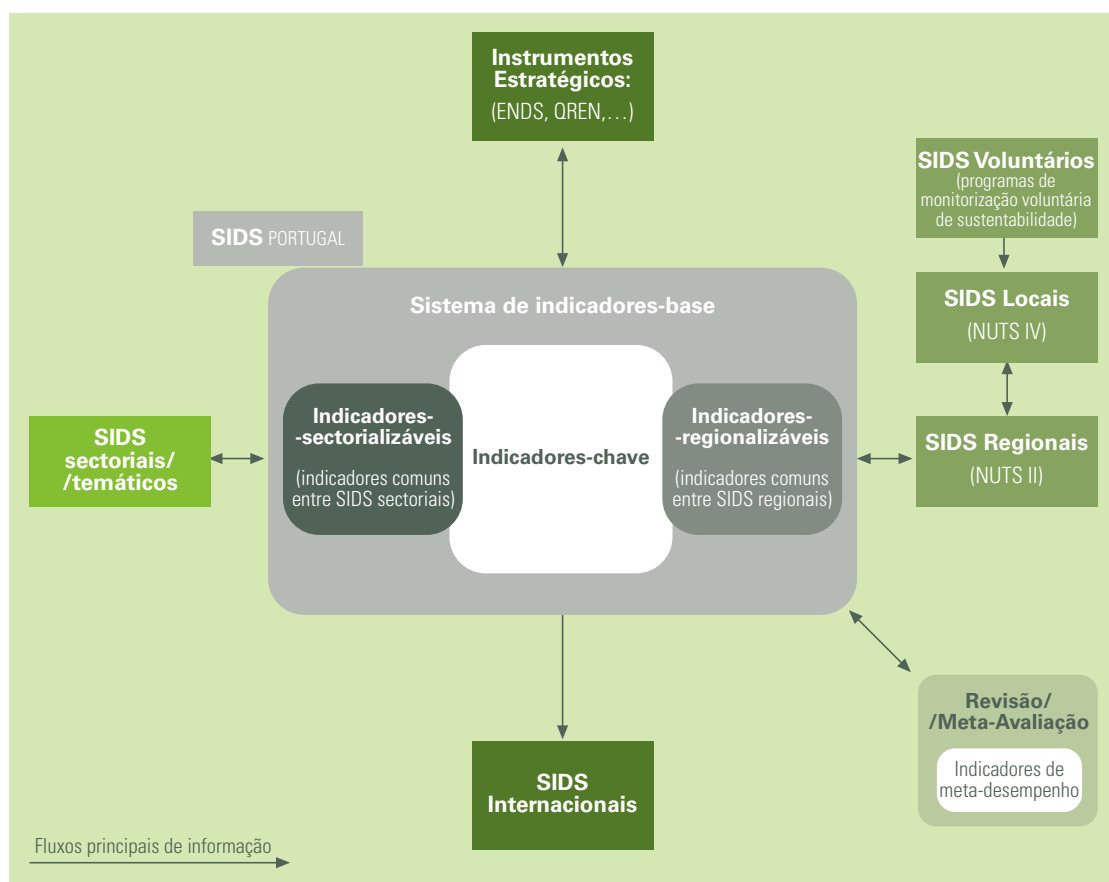 Instrumentos
Estratégicos:
(ENDS, QREN,…)
SIDS Voluntários
(programas de
monitorização voluntária
de sustentabilidade)
SIDS PORTUGAL
Sistema de indicadores-base
SIDS Locais
(NUTS IV)
Indicadores-
-sectorializáveis
(indicadores comuns
entre SIDS sectoriais)
Indicadores-chave
Indicadores-
-regionalizáveis
(indicadores comuns
entre SIDS regionais)
SIDS
sectoriais/
/temáticos
SIDS Regionais
(NUTS II)
Revisão/
/Meta-Avaliação
Indicadores de
meta-desempenho
SIDS
Internacionais
Fluxos principais de informação